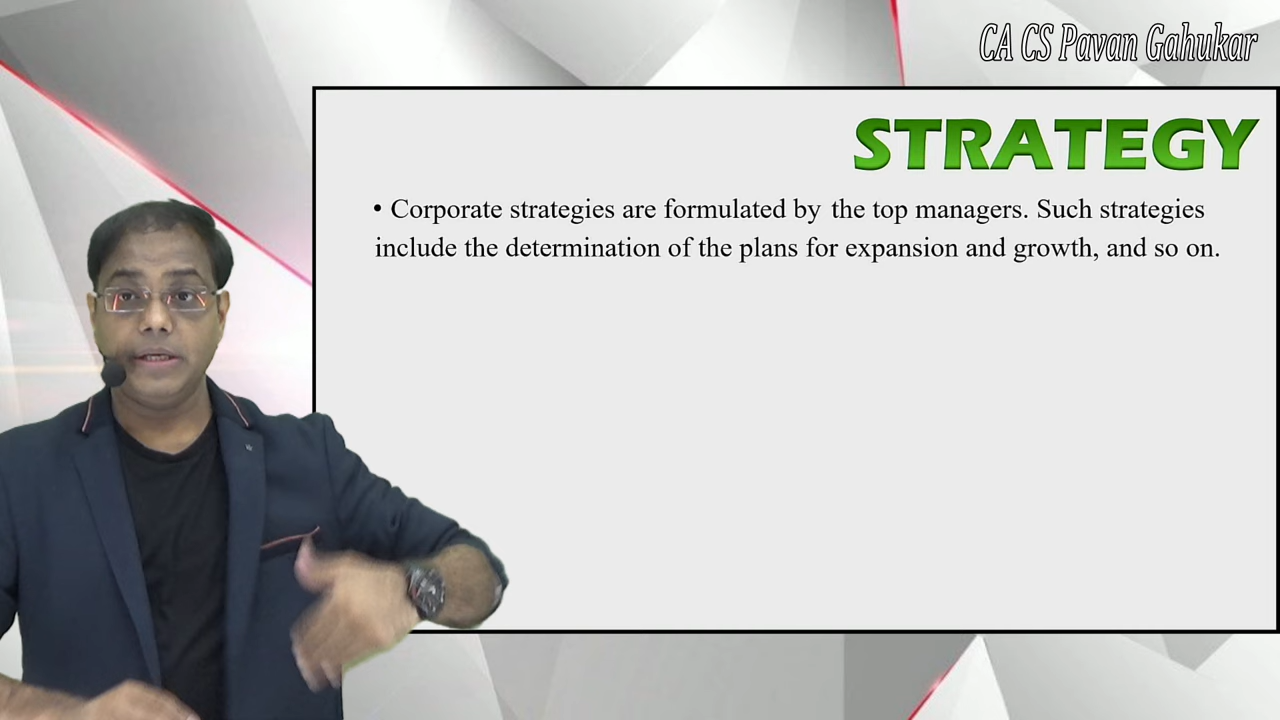 CA CS Pavan Gahukar
STRATEGY
• Corporate strategies are formulated by the top managers. Such strategies
include the determination of the plans for expansion and growth, and so on.